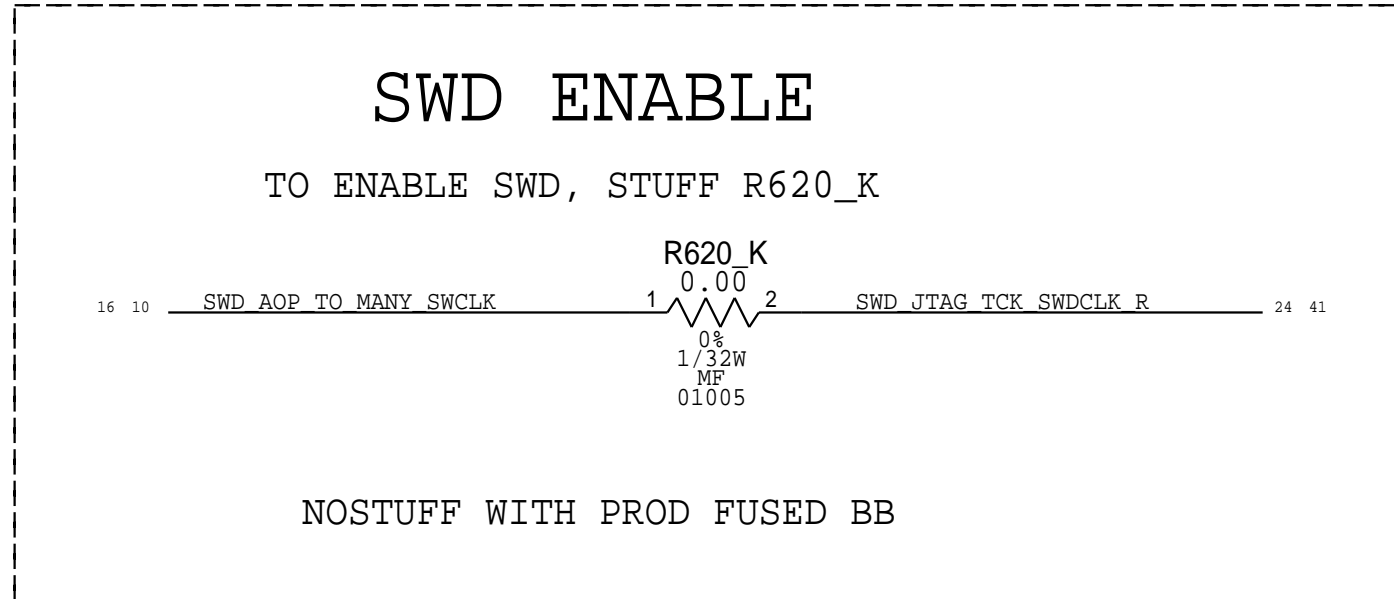 SWD ENABLE
TO ENABLE SWD, STUFF R620_K
R620_K
0.00
16 10 SWD_AOP_TO_MANY_SWCLK 1 2 SWD_JTAG_TCK_SWDCLK_R 24 41
0%
1/32W
MF
01005
NOSTUFF WITH PROD FUSED BB